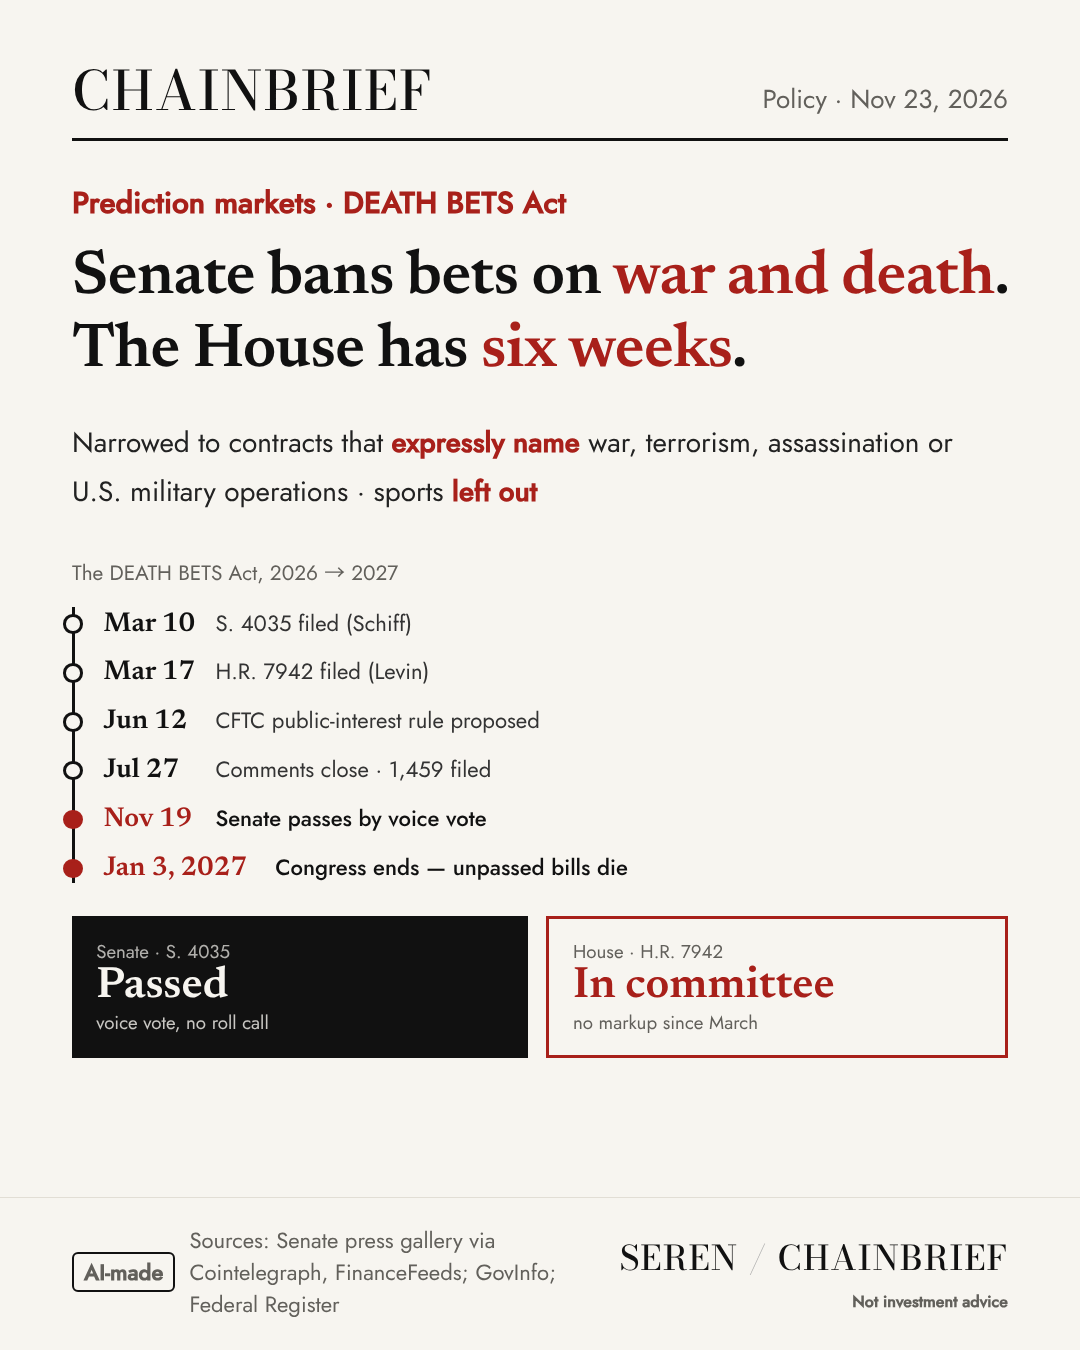 CHAINBRIEF
Policy · Nov 23, 2026
Prediction markets · DEATH BETS Act
Senate bans bets on war and death.
The House has six weeks.
Narrowed to contracts that expressly name war, terrorism, assassination or
U.S. military operations · sports left out
The DEATH BETS Act, 2026 → 2027
Mar 10 S. 4035 filed (Schiff)
Mar 17 H.R. 7942 filed (Levin)
Jun 12 CFTC public-interest rule proposed
Jul 27 Comments close · 1,459 filed
Nov 19 Senate passes by voice vote
Jan 3, 2027 Congress ends — unpassed bills die
Senate · S. 4035
Passed
voice vote, no roll call
House · H.R. 7942
In committee
no markup since March
AI-made
Sources: Senate press gallery via
Cointelegraph, FinanceFeeds; GovInfo;
Federal Register
SEREN / CHAINBRIEF
Not investment advice